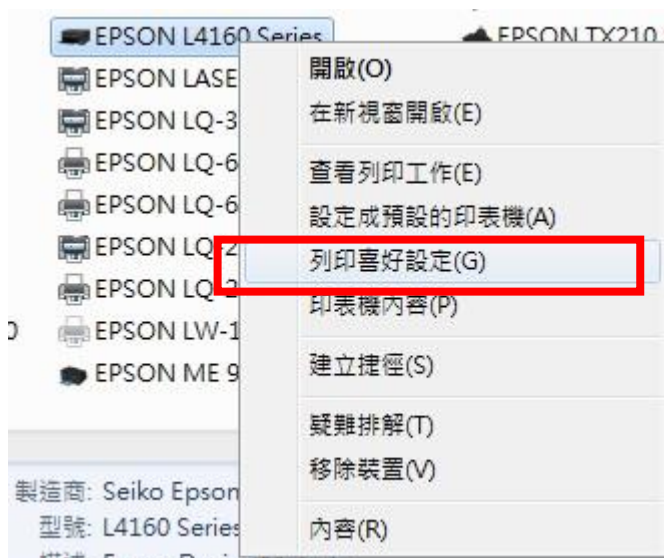 EPSON L4160 Series
EPSON TX210
EPSON LASE
EPSON LQ-3
EPSON LQ-6
EPSON LQ-6
EPSON LQ-2
EPSON LQ-2
0
EPSON LW-1
EPSON ME 9
開啟(O)
在新視窗開啟(E)
查看列印工作(E)
設定成預設的印表機(A)
列印喜好設定(G)
印表機內容(P)
建立捷徑(S)
疑難排解(T)
移除裝置(V)
內容(R)
製造商: Seiko Epson
型號: L4160 Series